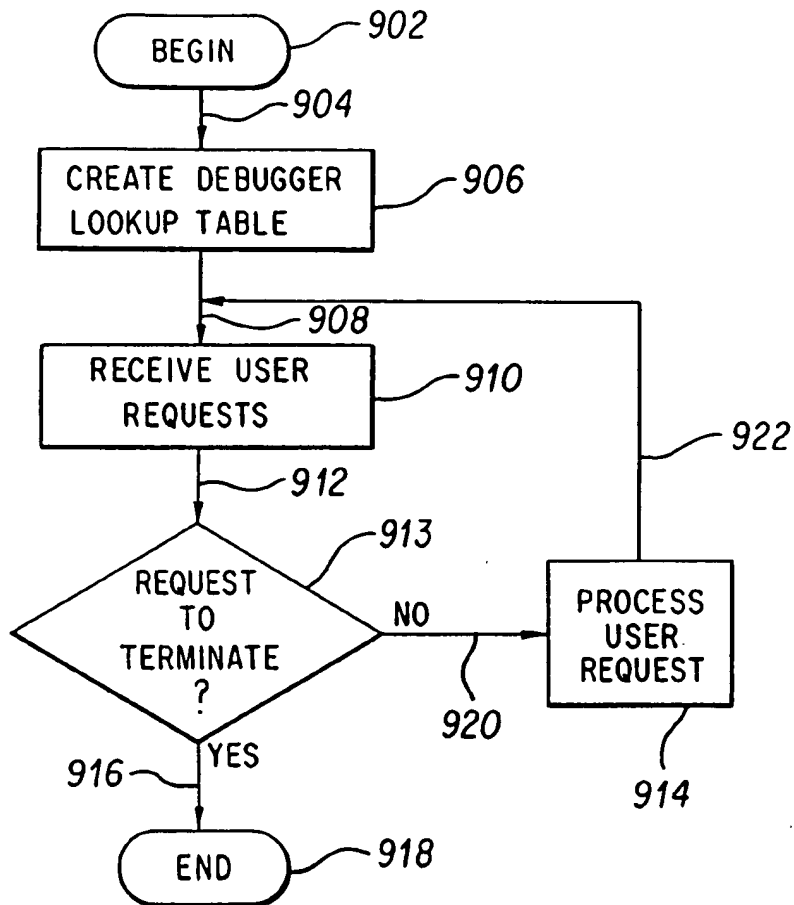 BEGIN
902
904
CREATE DEBUGGER
LOOKUP TABLE
906
908
RECEIVE USER
REQUESTS
910
912
913
REQUEST
TO
TERMINATE
?
NO
920
PROCESS
USER
REQUEST
914
922
YES
916
END
918